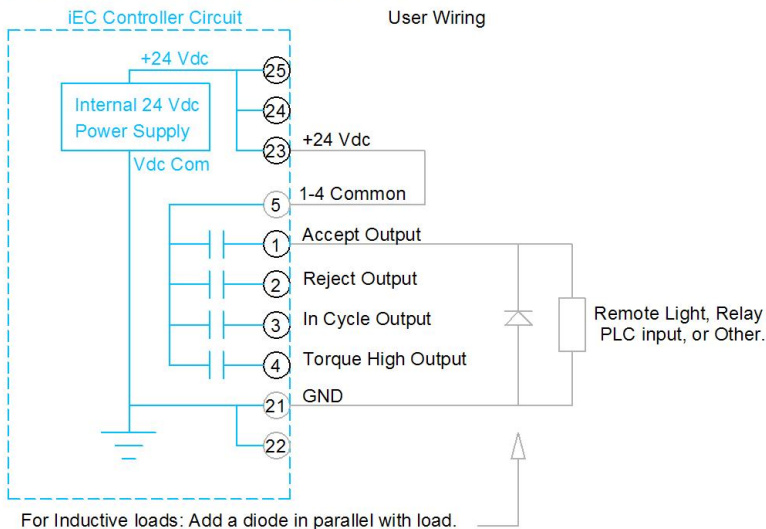 iEC Controller Circuit
User Wiring
+24 Vdc
25
Internal 24 Vdc
Power Supply
24
23
+24 Vdc
Vdc Com
5
1-4 Common
1
Accept Output
2
Reject Output
3
In Cycle Output
Remote Light, Relay
PLC input, or Other.
4
Torque High Output
21
GND
22
For Inductive loads: Add a diode in parallel with load.